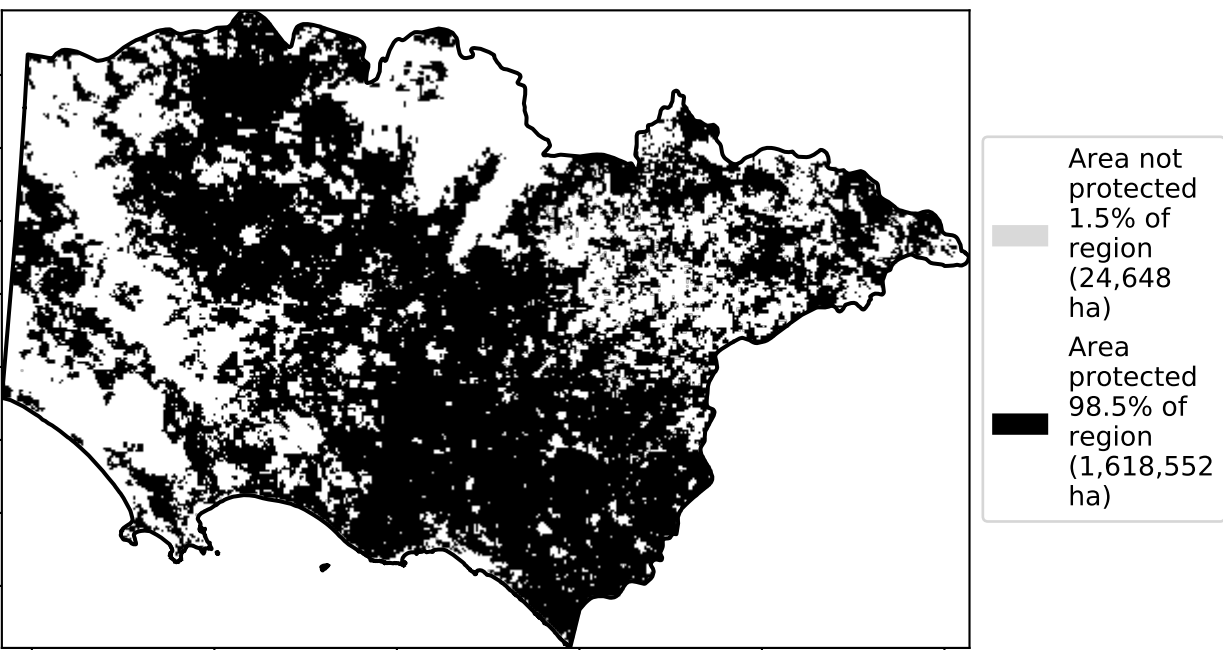 Area not
protected
1.5% of
region
(24,648
ha)
Area
protected
98.5% of
region
(1,618,552
ha)